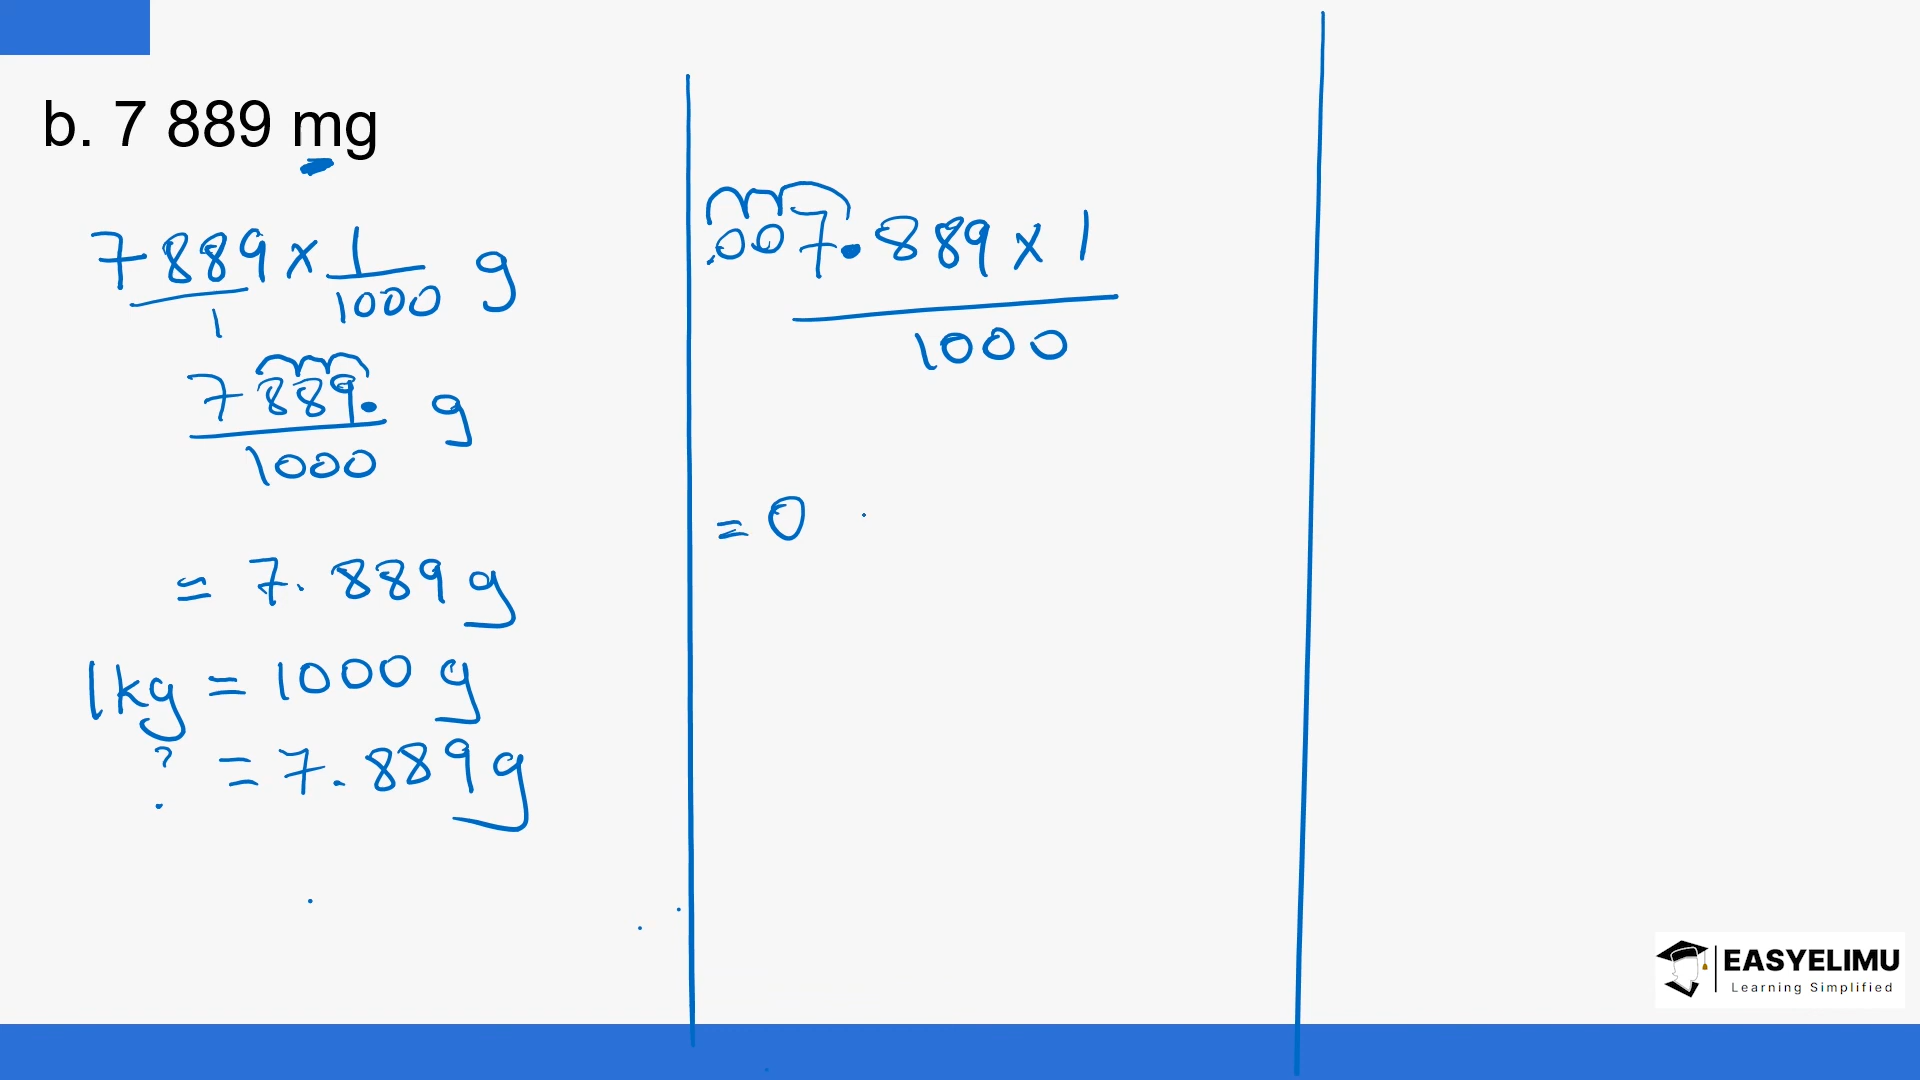 b. 7 889 mg
7889 × 1 g
1 1000
7889. g
1000
= 7.889 g
1kg = 1000 g
? = 7.889 g
.007.889 × 1
1000
= 0
EASYELIMU
Learning Simplified